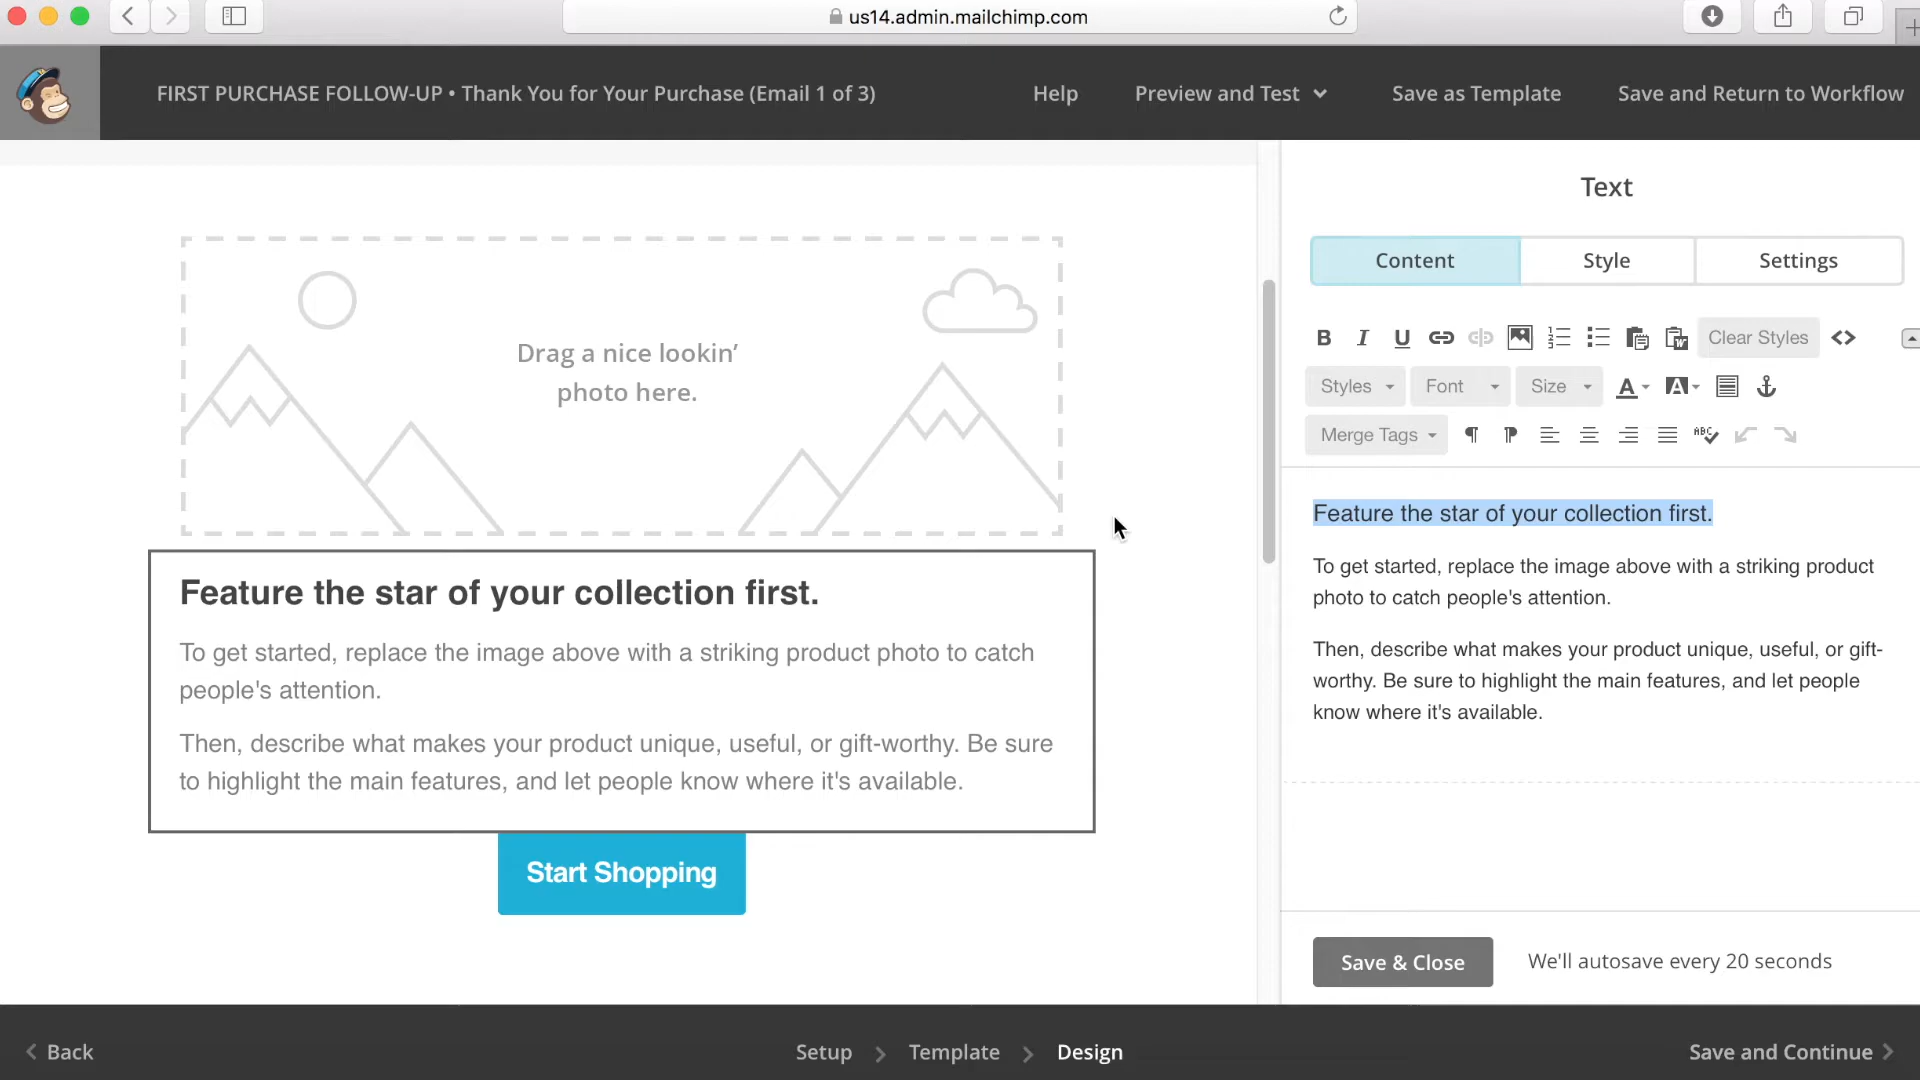 us14.admin.mailchimp.com
FIRST PURCHASE FOLLOW-UP • Thank You for Your Purchase (Email 1 of 3)
Help
Preview and Test
Save as Template
Save and Return to Workflow
Drag a nice lookin’
photo here.
Feature the star of your collection first.
To get started, replace the image above with a striking product photo to catch
people's attention.
Then, describe what makes your product unique, useful, or gift-worthy. Be sure
to highlight the main features, and let people know where it's available.
Start Shopping
Text
Content
Style
Settings
B I U
Clear Styles
Styles
Font
Size
A
A
Merge Tags
ABC
Feature the star of your collection first.
To get started, replace the image above with a striking product
photo to catch people's attention.
Then, describe what makes your product unique, useful, or gift-
worthy. Be sure to highlight the main features, and let people
know where it's available.
Save & Close
We'll autosave every 20 seconds
Back
Setup
Template
Design
Save and Continue